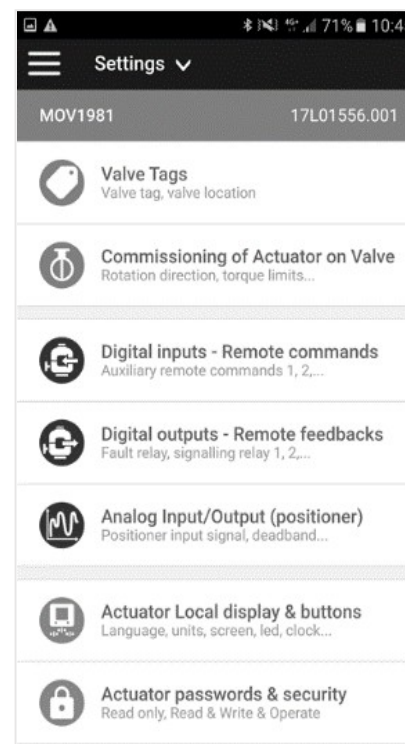 71% 10:4
Settings
MOV1981 17L01556.001
Valve Tags
Valve tag, valve location
Commissioning of Actuator on Valve
Rotation direction, torque limits...
Digital inputs - Remote commands
Auxiliary remote commands 1, 2,...
Digital outputs - Remote feedbacks
Fault relay, signalling relay 1, 2,...
Analog Input/Output (positioner)
Positioner input signal, deadband...
Actuator Local display & buttons
Language, units, screen, led, clock...
Actuator passwords & security
Read only, Read & Write & Operate